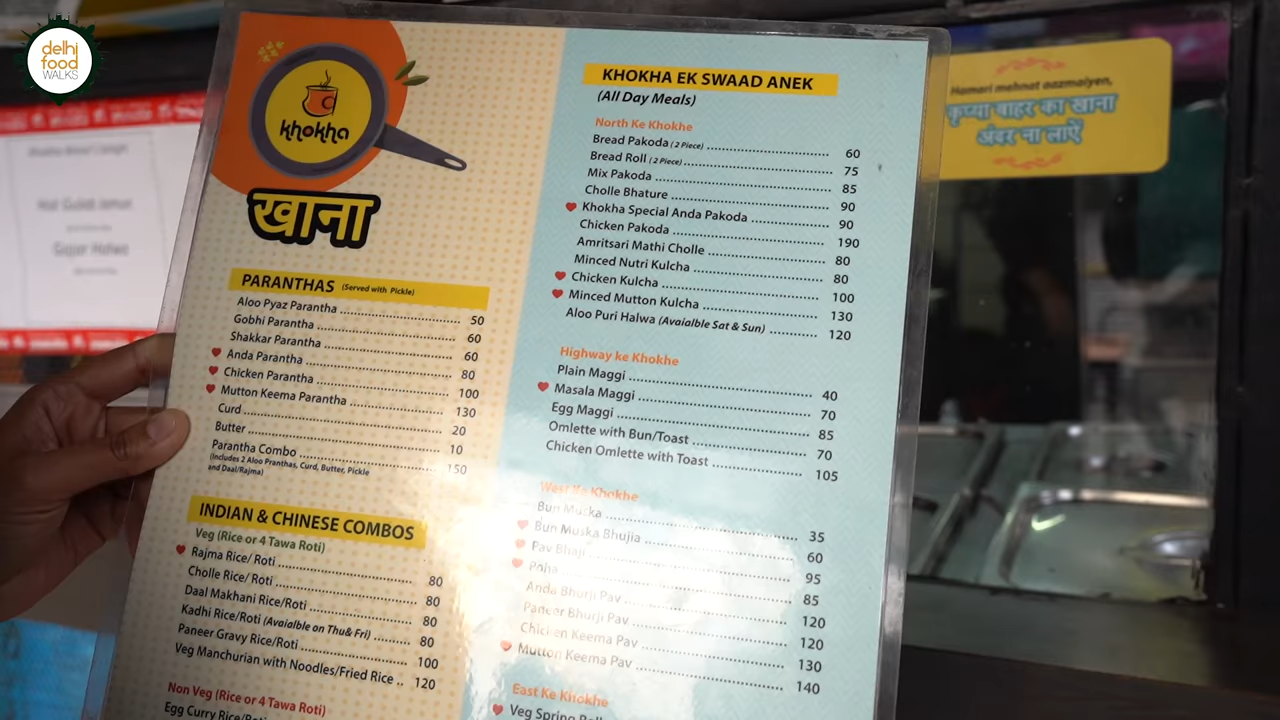 delhi
food
WALKS
khokha
खाना
PARANTHAS (Served with Pickle)
Aloo Pyaz Parantha 50
Gobhi Parantha 60
Shakkar Parantha 60
Anda Parantha 80
Chicken Parantha 100
Mutton Keema Parantha 130
Curd 20
Butter 10
Parantha Combo 150
(Includes 2 Aloo Pranthas, Curd, Butter, Pickle
and Daal/Rajma)
INDIAN & CHINESE COMBOS
Veg (Rice or 4 Tawa Roti)
Rajma Rice/ Roti 80
Cholle Rice/ Roti 80
Daal Makhani Rice/Roti 80
Kadhi Rice/Roti (Avaialble on Thu& Fri) 80
Paneer Gravy Rice/Roti 100
Veg Manchurian with Noodles/Fried Rice 120
Non Veg (Rice or 4 Tawa Roti)
Egg Curry Rice/Roti
KHOKHA EK SWAAD ANEK
(All Day Meals)
North Ke Khokhe
Bread Pakoda (2 Piece) 60
Bread Roll (2 Piece) 75
Mix Pakoda 85
Cholle Bhature 90
Khokha Special Anda Pakoda 90
Chicken Pakoda 190
Amritsari Mathi Cholle 80
Minced Nutri Kulcha 80
Chicken Kulcha 100
Minced Mutton Kulcha 130
Aloo Puri Halwa (Avaialble Sat & Sun) 120
Highway ke Khokhe
Plain Maggi 40
Masala Maggi 70
Egg Maggi 85
Omlette with Bun/Toast 70
Chicken Omlette with Toast 105
West Ke Khokhe
Bun Muska 35
Bun Muska Bhujia 60
Pav Bhaji 95
Poha 85
Anda Bhurji Pav 120
Paneer Bhurji Pav 120
Chicken Keema Pav 130
Mutton Keema Pav 140
East Ke Khokhe
Veg Spring Roll
Hamari mehnat aazmaiyen,
कृप्या बाहर का खाना
अंदर ना लाऐं
Gulab Jamun
Gajar Halwa